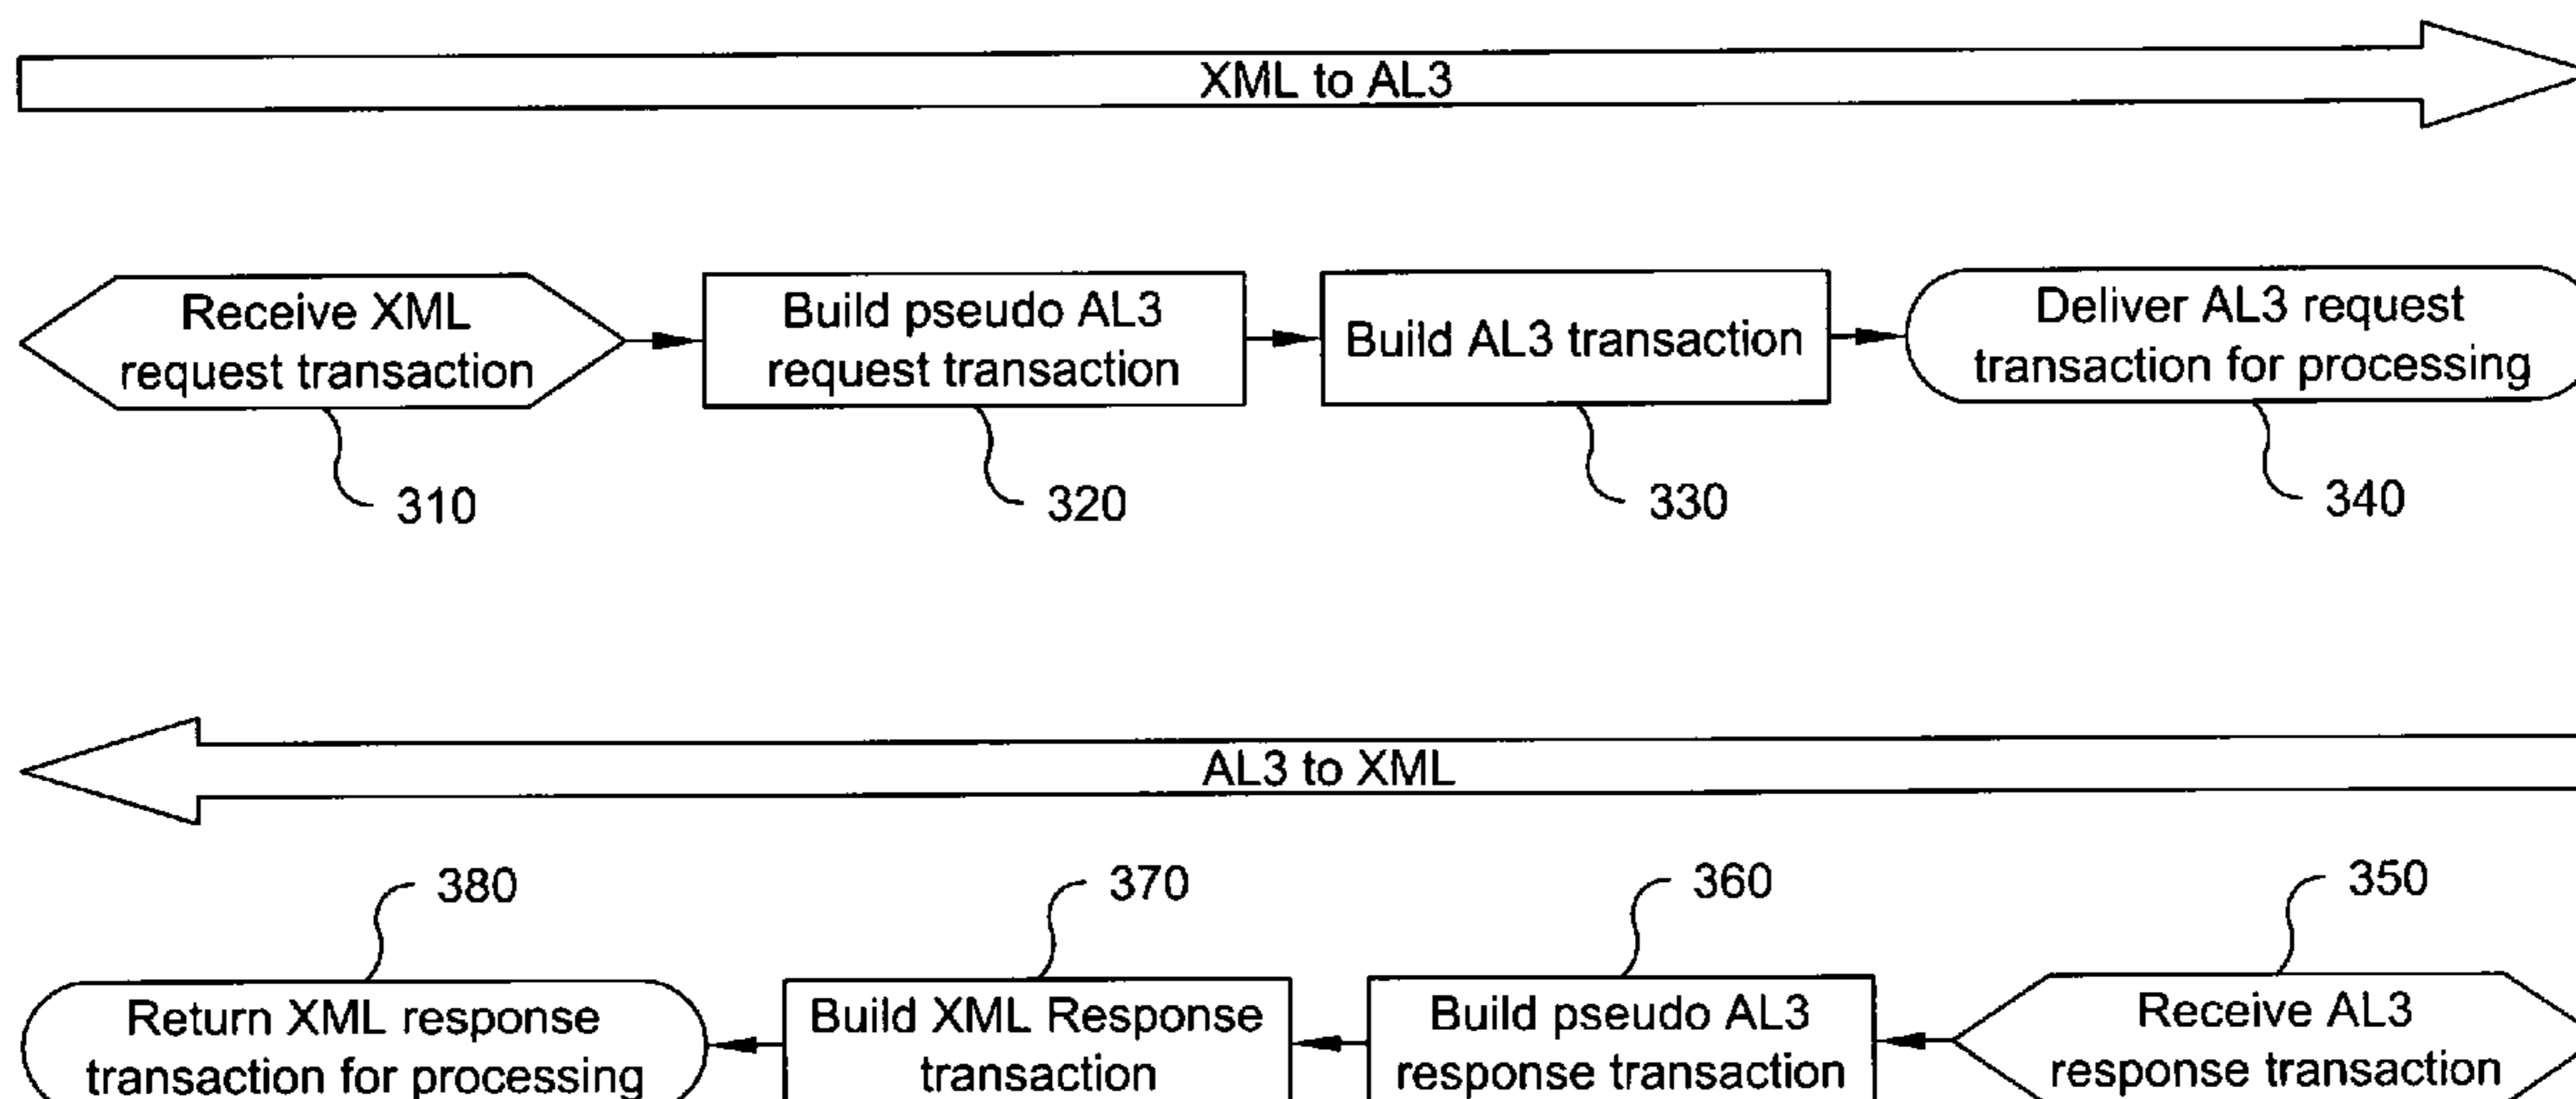 XML to AL3
Receive XML
request transaction
Build pseudo AL3
request transaction
Build AL3 transaction
Deliver AL3 request
transaction for processing
310
320
330
340
AL3 to XML
380
370
360
350
Return XML response
transaction for processing
Build XML Response
transaction
Build pseudo AL3
response transaction
Receive AL3
response transaction